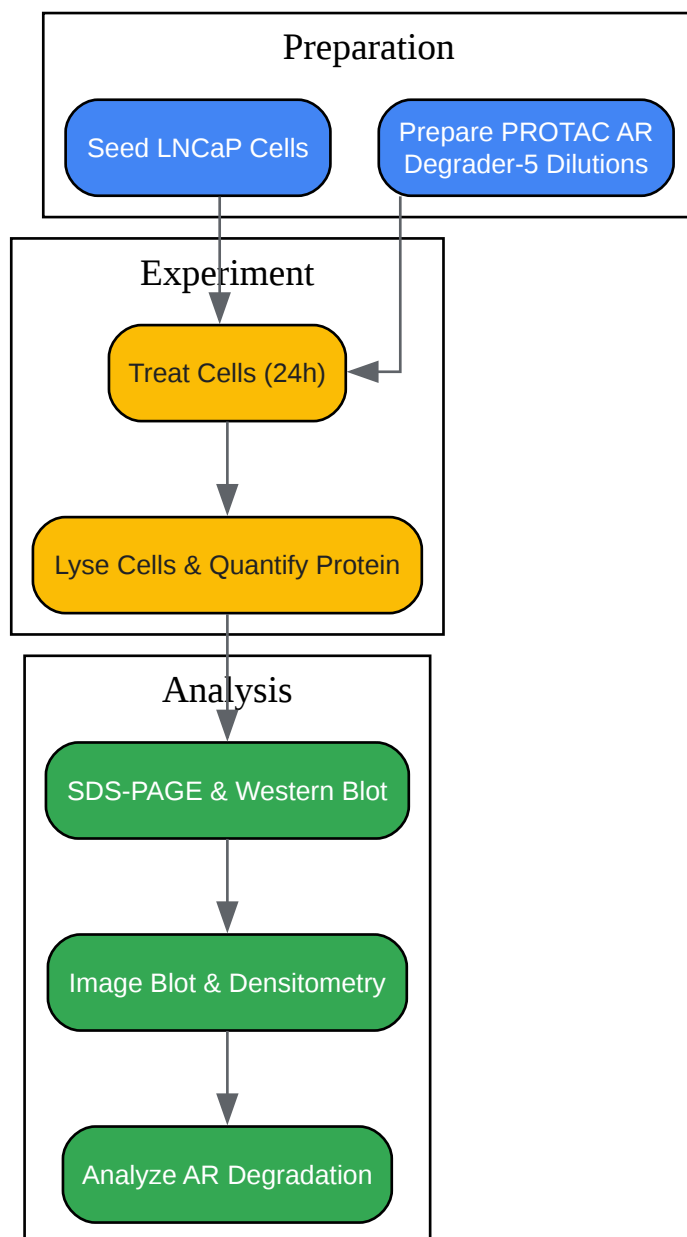 Preparation
Seed LNCaP Cells
Prepare PROTAC AR
Degrader-5 Dilutions
Experiment
Treat Cells (24h)
Lyse Cells & Quantify Protein
Analysis
SDS-PAGE & Western Blot
Image Blot & Densitometry
Analyze AR Degradation